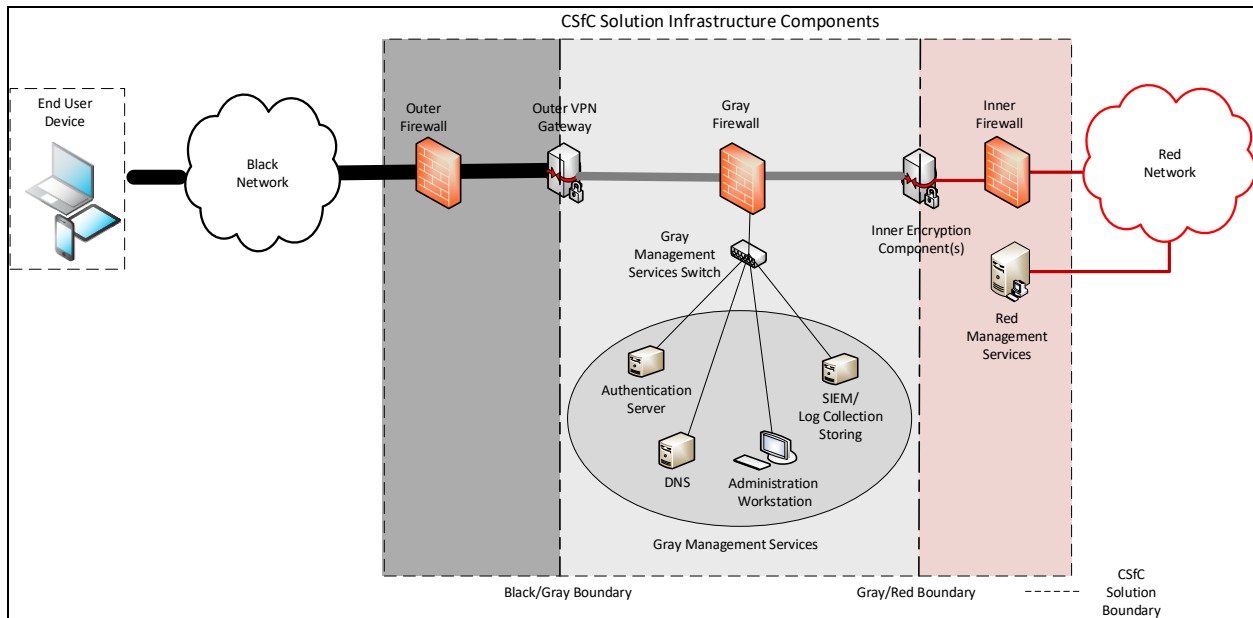 CSfC Solution Infrastructure Components
End User
Device
Black
Network
Outer
Firewall
Outer VPN
Gateway
Gray
Firewall
Inner
Firewall
Red
Network
Inner Encryption
Component(s)
Gray
Management
Services Switch
Red
Management
Services
Authentication
Server
SIEM/
Log Collection
Storing
DNS
Administration
Workstation
Gray Management Services
Black/Gray Boundary
Gray/Red Boundary
CSfC
Solution
Boundary